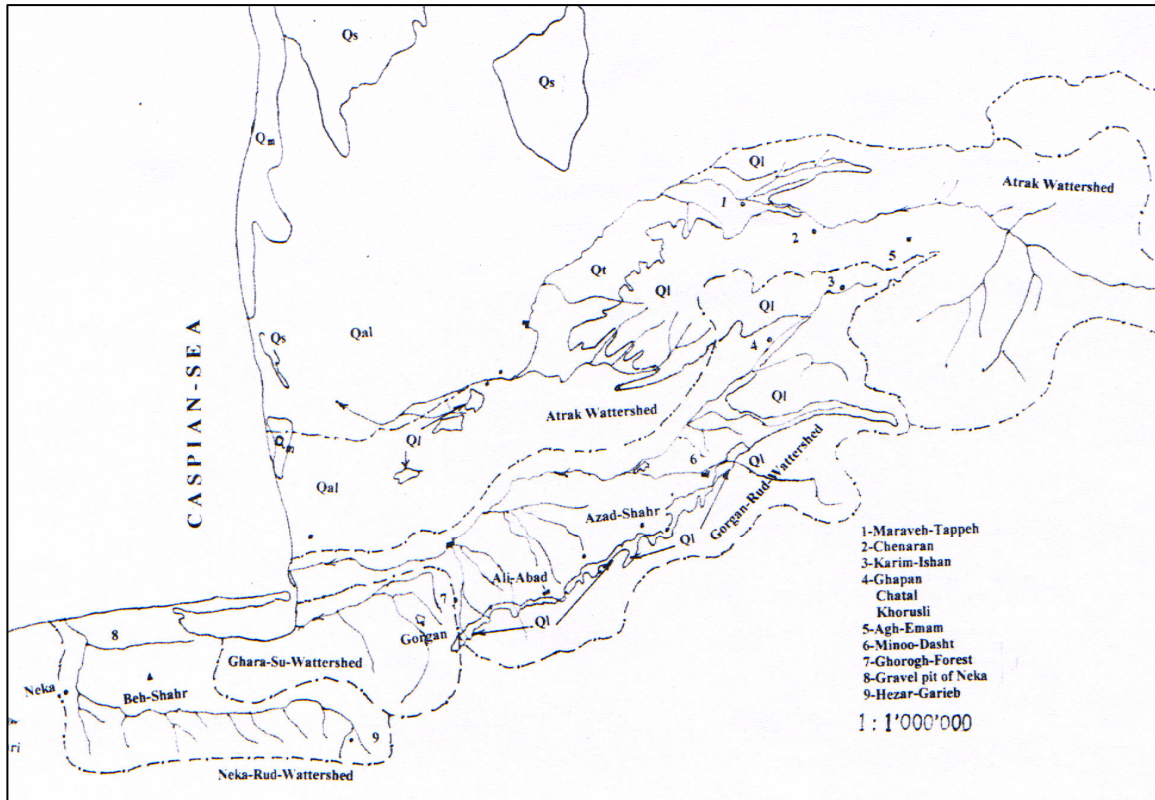 Qs
Qs
Qm
Ql
Atrak Wattershed
1
2
5
Qt
Ql
Ql
3
Qs
Qal
4
CASPIAN-SEA
Ql
Atrak Wattershed
Ql
Qm
6
Ql
Qal
Gorgan-Rud-Wattershed
Azad-Shahr
Ql
Ali-Abad
7
Ql
8
Gorgan
Ghara-Su-Wattershed
Neka
Beh-Shahr
9
ri
Neka-Rud-Wattershed
1-Maraveh-Tappeh
2-Chenaran
3-Karim-Ishan
4-Ghapan
Chatal
Khorusli
5-Agh-Emam
6-Minoo-Dasht
7-Ghorogh-Forest
8-Gravel pit of Neka
9-Hezar-Garieb
1:1'000'000